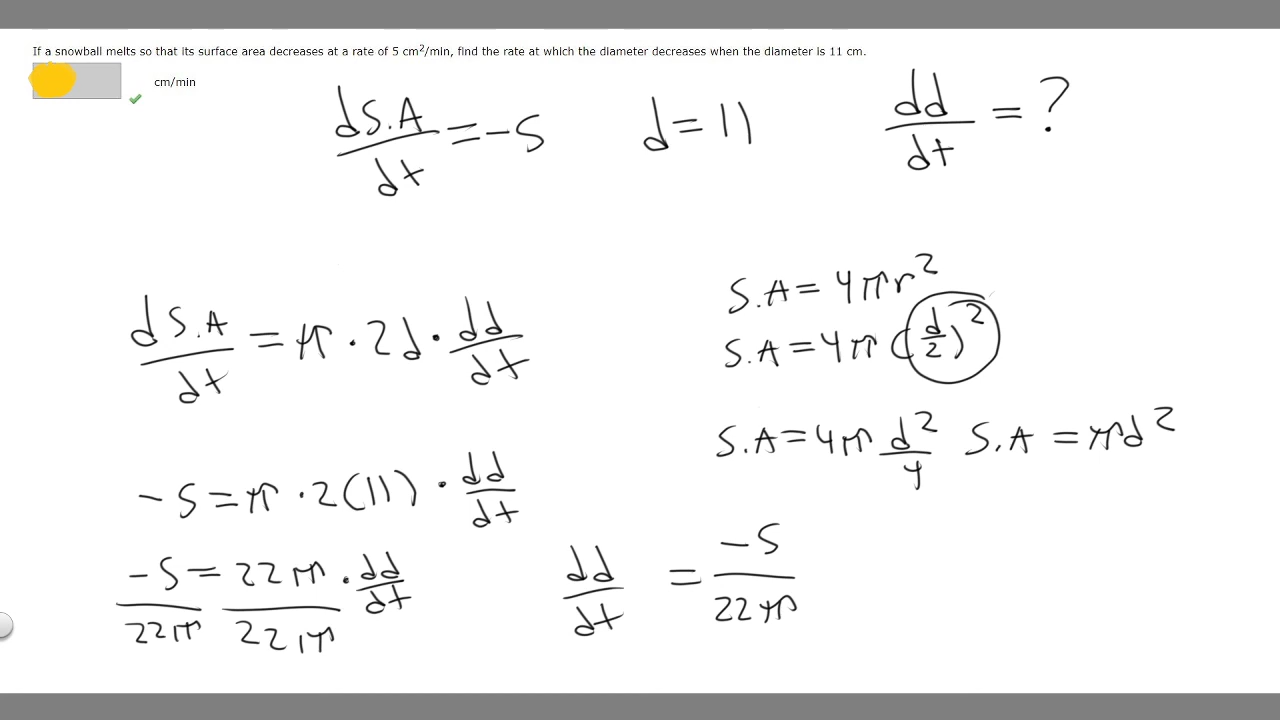 If a snowball melts so that its surface area decreases at a rate of 5 cm²/min, find the rate at which the diameter decreases when the diameter is 11 cm.
cm/min
dS.A/dt = -5 d = 11 dd/dt = ?
S.A = 4πr²
S.A = 4π(d/2)²
dS.A/dt = π · 2d · dd/dt
S.A = 4π d²/4 S.A = πd²
-5 = π · 2(11) · dd/dt
-5/22π = 22π/22π · dd/dt dd/dt = -5/22π